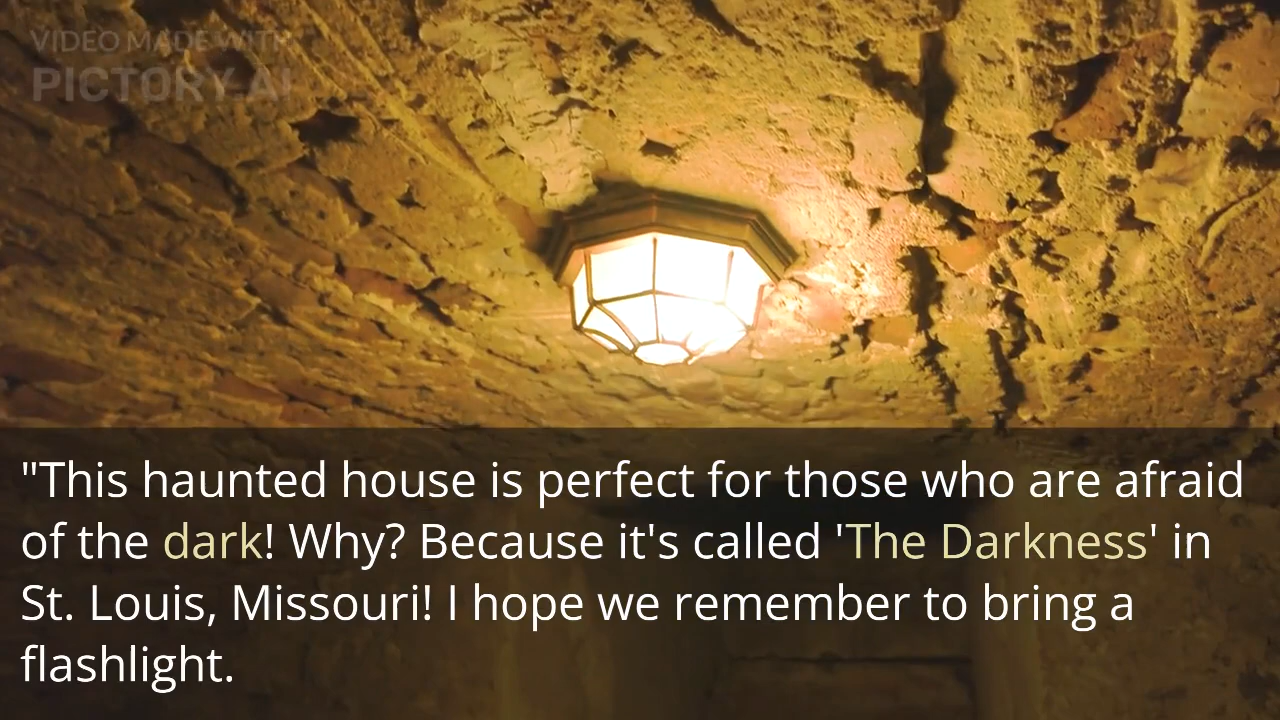 VIDEO MADE WITH
PICTORY.AI
"This haunted house is perfect for those who are afraid
of the dark! Why? Because it's called 'The Darkness' in
St. Louis, Missouri! I hope we remember to bring a
flashlight.